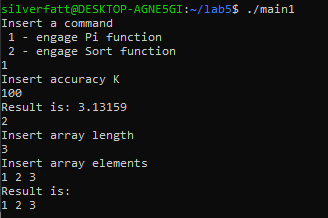 silverfatt@DESKTOP-AGNE5GI:~/lab5$ ./main1
Insert a command
1 - engage Pi function
2 - engage Sort function
1
Insert accuracy K
100
Result is: 3.13159
2
Insert array length
3
Insert array elements
1 2 3
Result is:
1 2 3